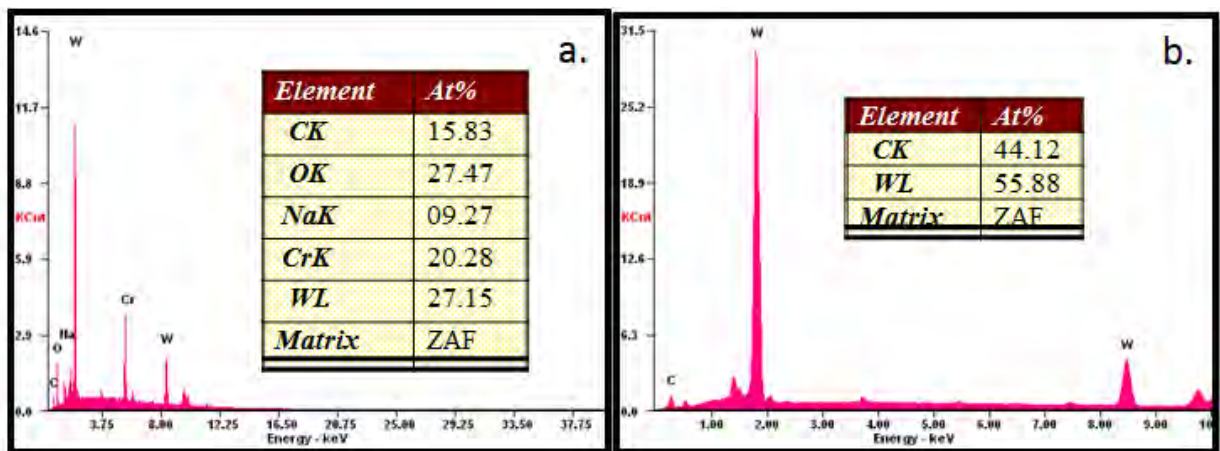 a.
14.6
11.7
8.8
KCnt
5.9
2.9
0.0
W
C
O
Na
Cr
W
Element At%
CK 15.83
OK 27.47
NaK 09.27
CrK 20.28
WL 27.15
Matrix ZAF
3.75 8.00 12.25 16.50 20.75 25.00 29.25 33.50 37.75
Energy - keV
b.
31.5
25.2
18.9
KCnt
12.6
6.3
0.0
C
W
W
Element At%
CK 44.12
WL 55.88
Matrix ZAF
1.00 2.00 3.00 4.00 5.00 6.00 7.00 8.00 9.00 10
Energy - keV